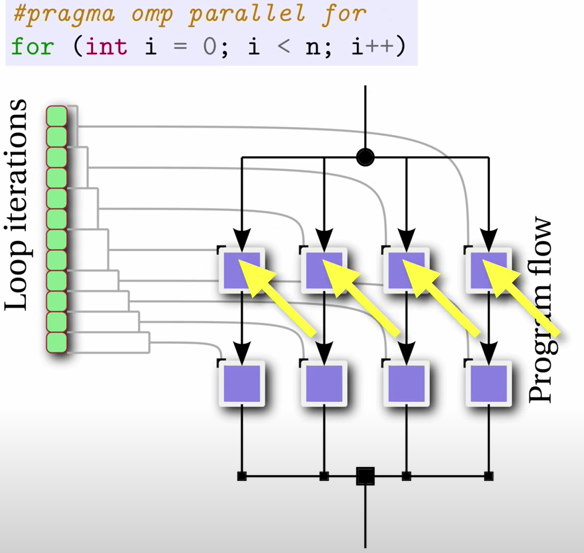 #pragma omp parallel for
for (int i = 0; i < n; i++)
Loop iterations
Program flow